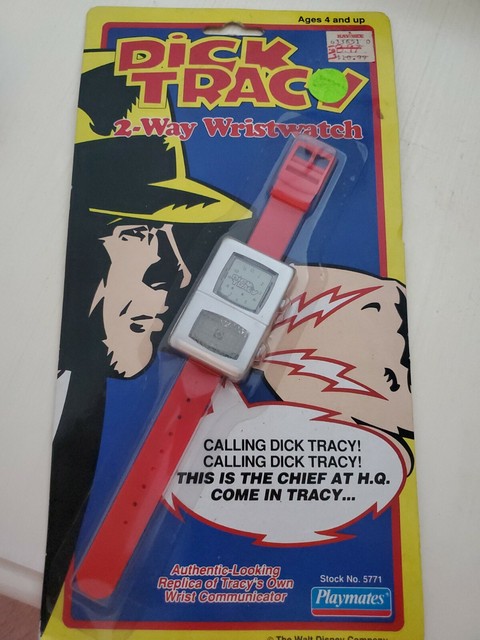 Ages 4 and up
DICK
TRACY
2-Way Wristwatch
CALLING DICK TRACY!
CALLING DICK TRACY!
THIS IS THE CHIEF AT H.Q.
COME IN TRACY...
Authentic-Looking
Replica of Tracy's Own
Wrist Communicator
Stock No. 5771
Playmates
© The Walt Disney Company